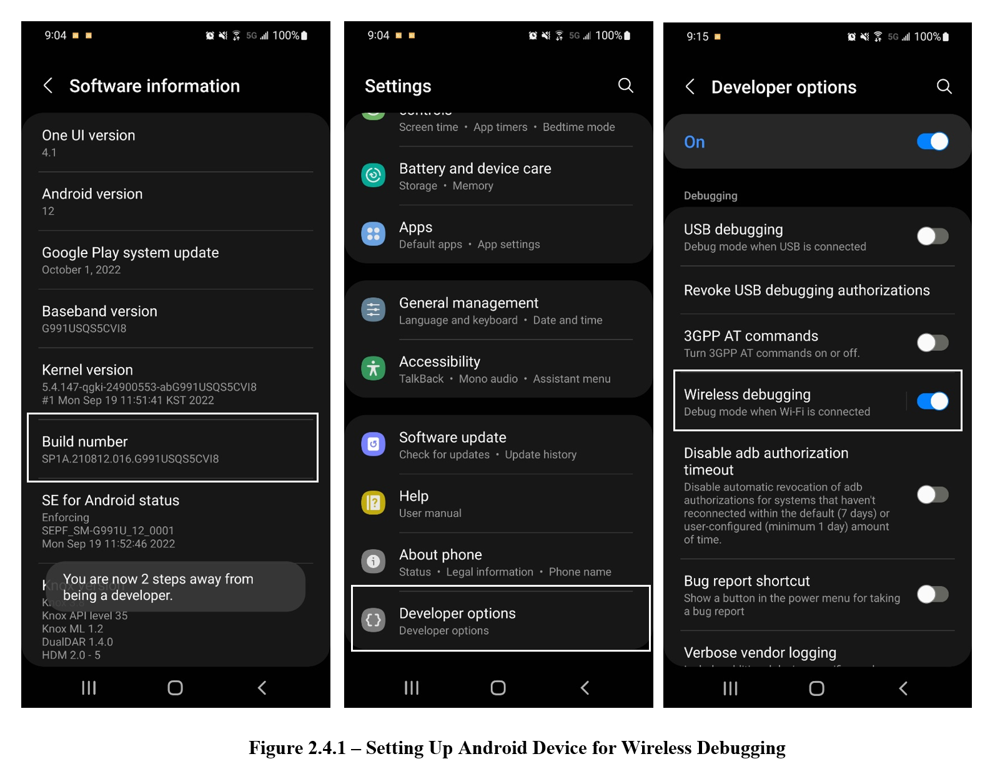 9:04
5G 100%
Software information
One UI version
4.1
Android version
12
Google Play system update
October 1, 2022
Baseband version
G991USQS5CVI8
Kernel version
5.4.147-qgki-24900553-abG991USQS5CVI8
#1 Mon Sep 19 11:51:41 KST 2022
Build number
SP1A.210812.016.G991USQS5CVI8
SE for Android status
Enforcing
SEPF_SM-G991U_12_0001
Mon Sep 19 11:52:46 2022
Knox version
Knox 3.8
You are now 2 steps away from
being a developer.
Knox API level 35
Knox ML 1.2
DualDAR 1.4.0
HDM 2.0 - 5
9:04
5G 100%
Settings
controls
Screen time • App timers • Bedtime mode
Battery and device care
Storage • Memory
Apps
Default apps • App settings
General management
Language and keyboard • Date and time
Accessibility
TalkBack • Mono audio • Assistant menu
Software update
Check for updates • Update history
Help
User manual
About phone
Status • Legal information • Phone name
Developer options
Developer options
9:15
5G 100%
Developer options
On
Debugging
USB debugging
Debug mode when USB is connected
Revoke USB debugging authorizations
3GPP AT commands
Turn 3GPP AT commands on or off.
Wireless debugging
Debug mode when Wi-Fi is connected
Disable adb authorization
timeout
Disable automatic revocation of adb
authorizations for systems that haven't
reconnected within the default (7 days) or
user-configured (minimum 1 day) amount
of time.
Bug report shortcut
Show a button in the power menu for taking
a bug report
Verbose vendor logging
Figure 2.4.1 – Setting Up Android Device for Wireless Debugging